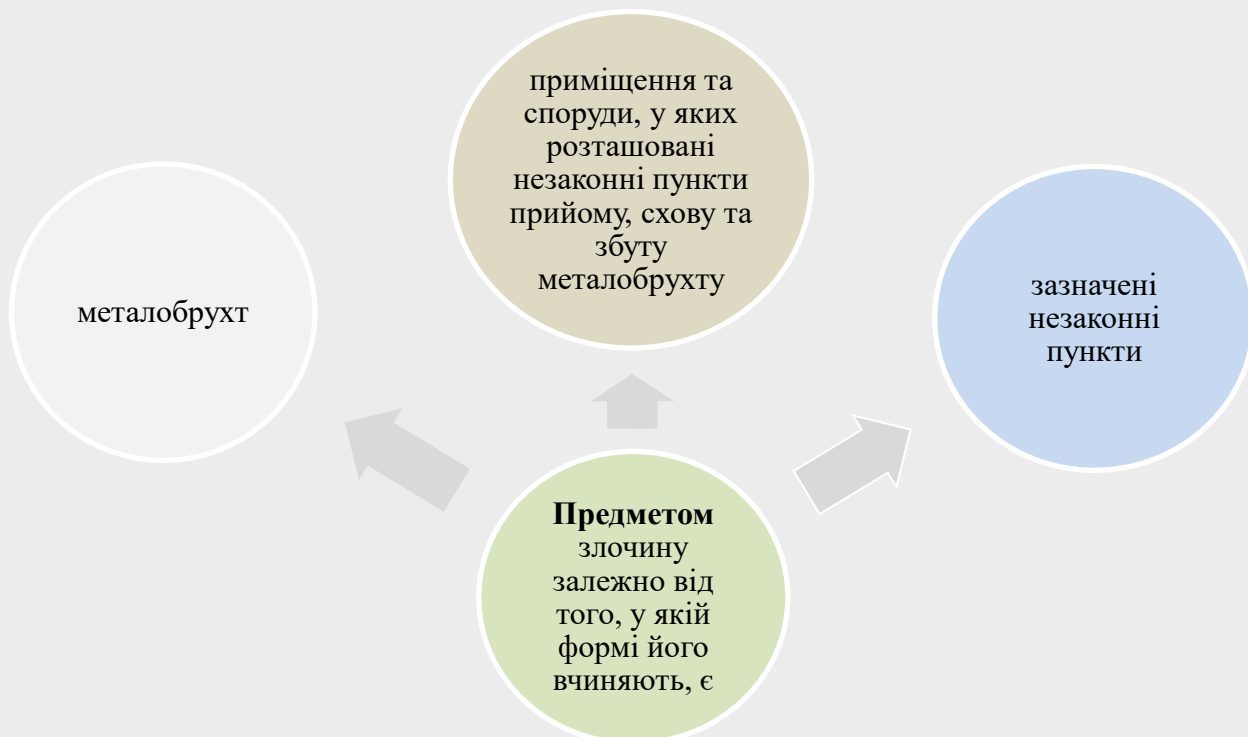 приміщення та
споруди, у яких
розташовані
незаконні пункти
прийому, схову та
збуту
металобрухту
металобрухт
зазначені
незаконні
пункти
Предметом
злочину
залежно від
того, у якій
формі його
вчиняють, є